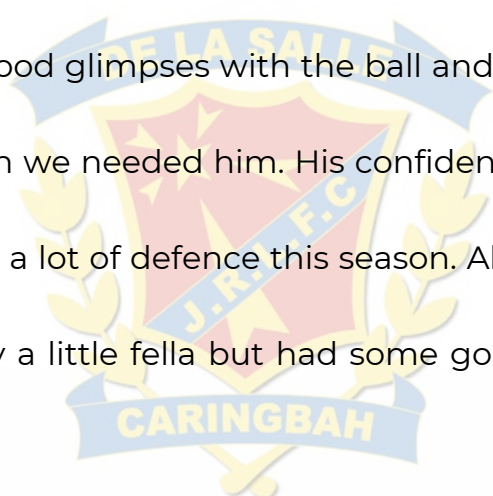 DE LA SALLE
ood glimpses with the ball and
we needed him. His confiden
J.R.L.F.C
a lot of defence this season. Al
a little fella but had some go
CARINGBAH